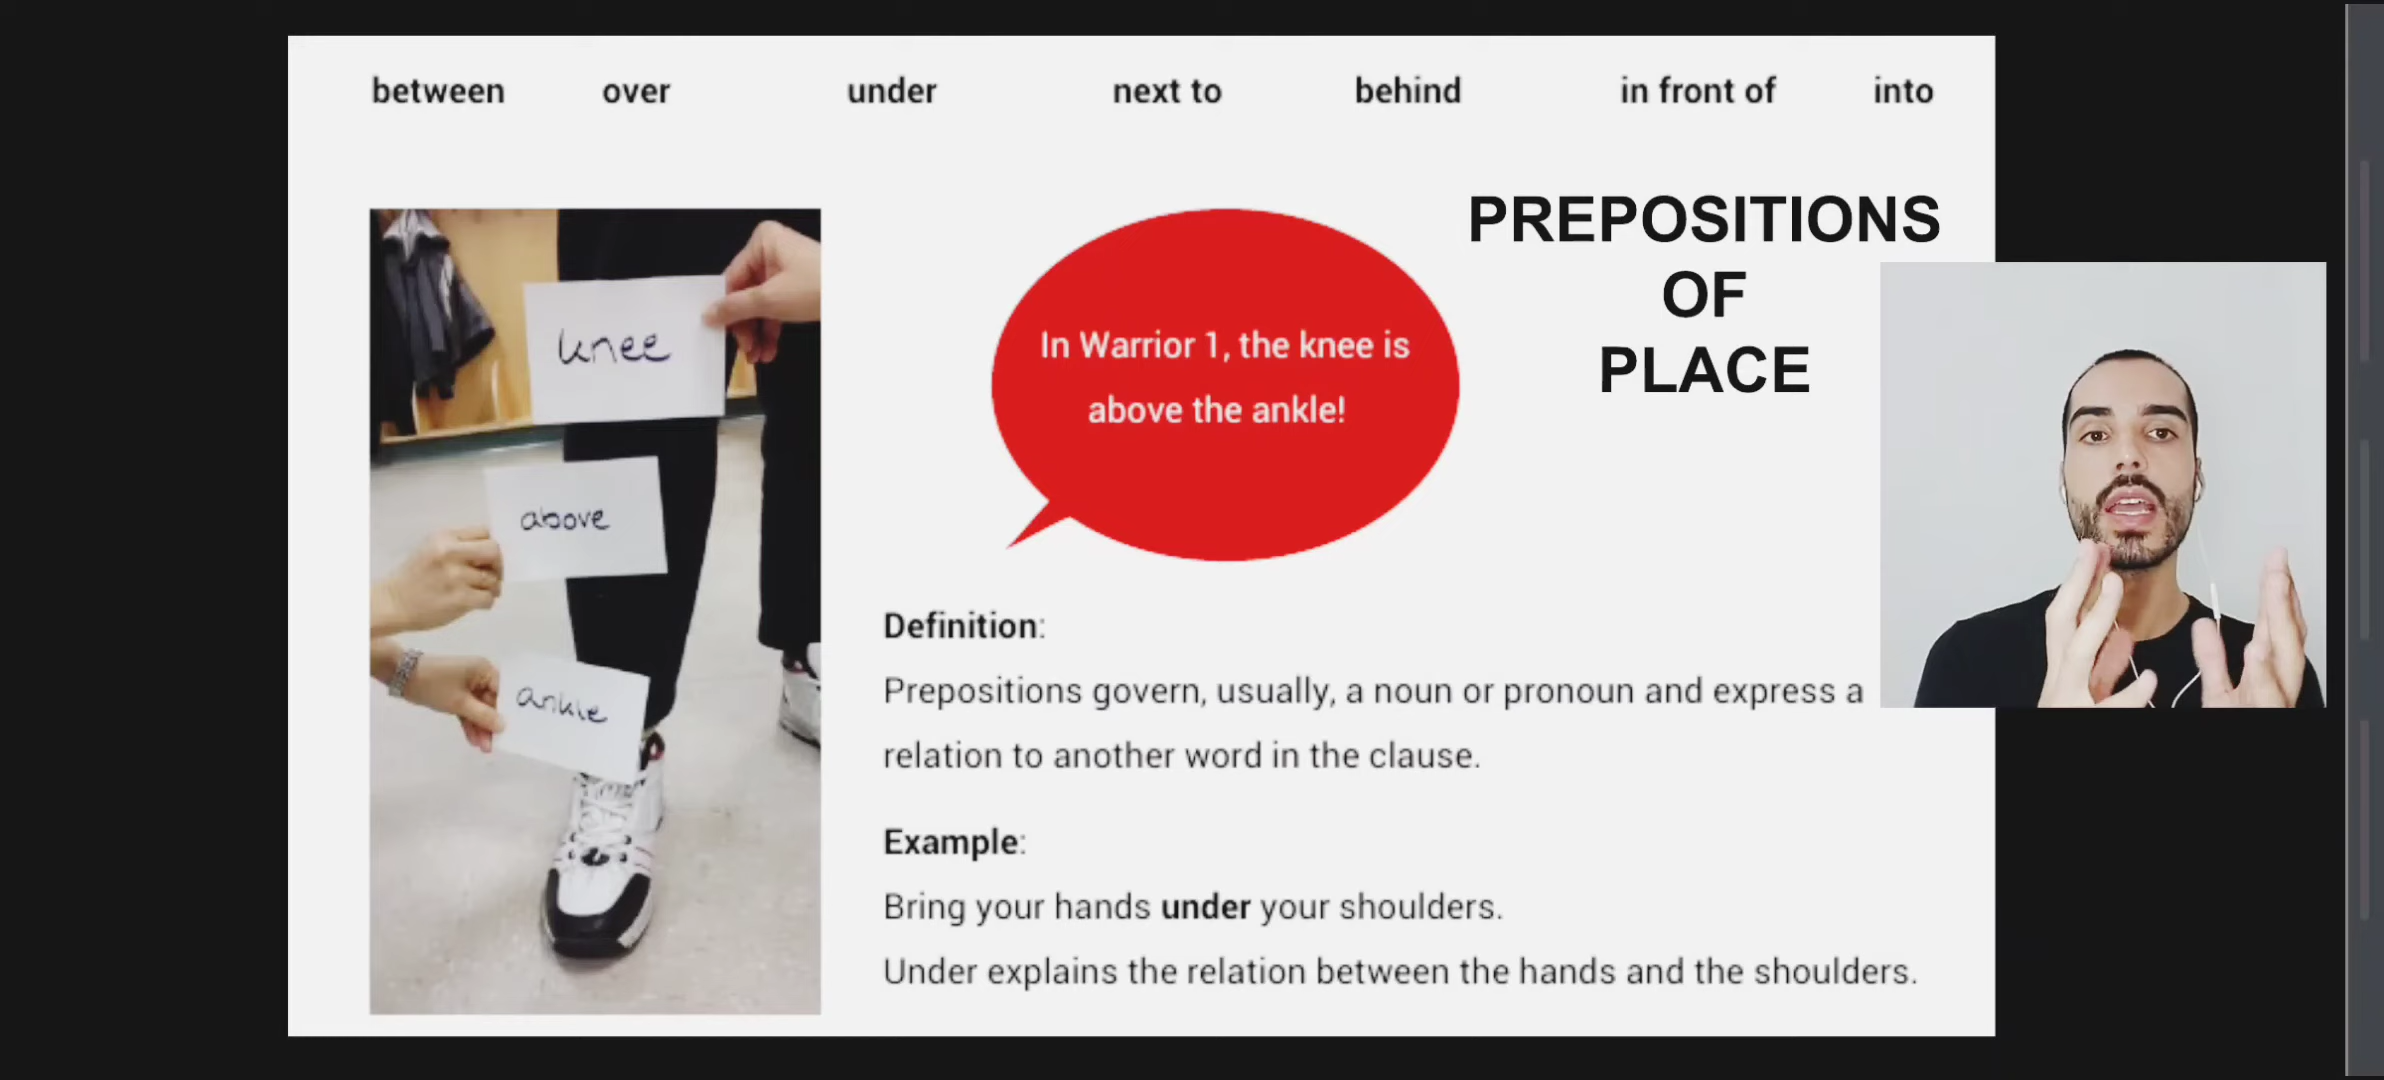 between over under next to behind in front of into
PREPOSITIONS
OF
PLACE
knee
above
ankle
In Warrior 1, the knee is
above the ankle!
Definition:
Prepositions govern, usually, a noun or pronoun and express a
relation to another word in the clause.
Example:
Bring your hands under your shoulders.
Under explains the relation between the hands and the shoulders.